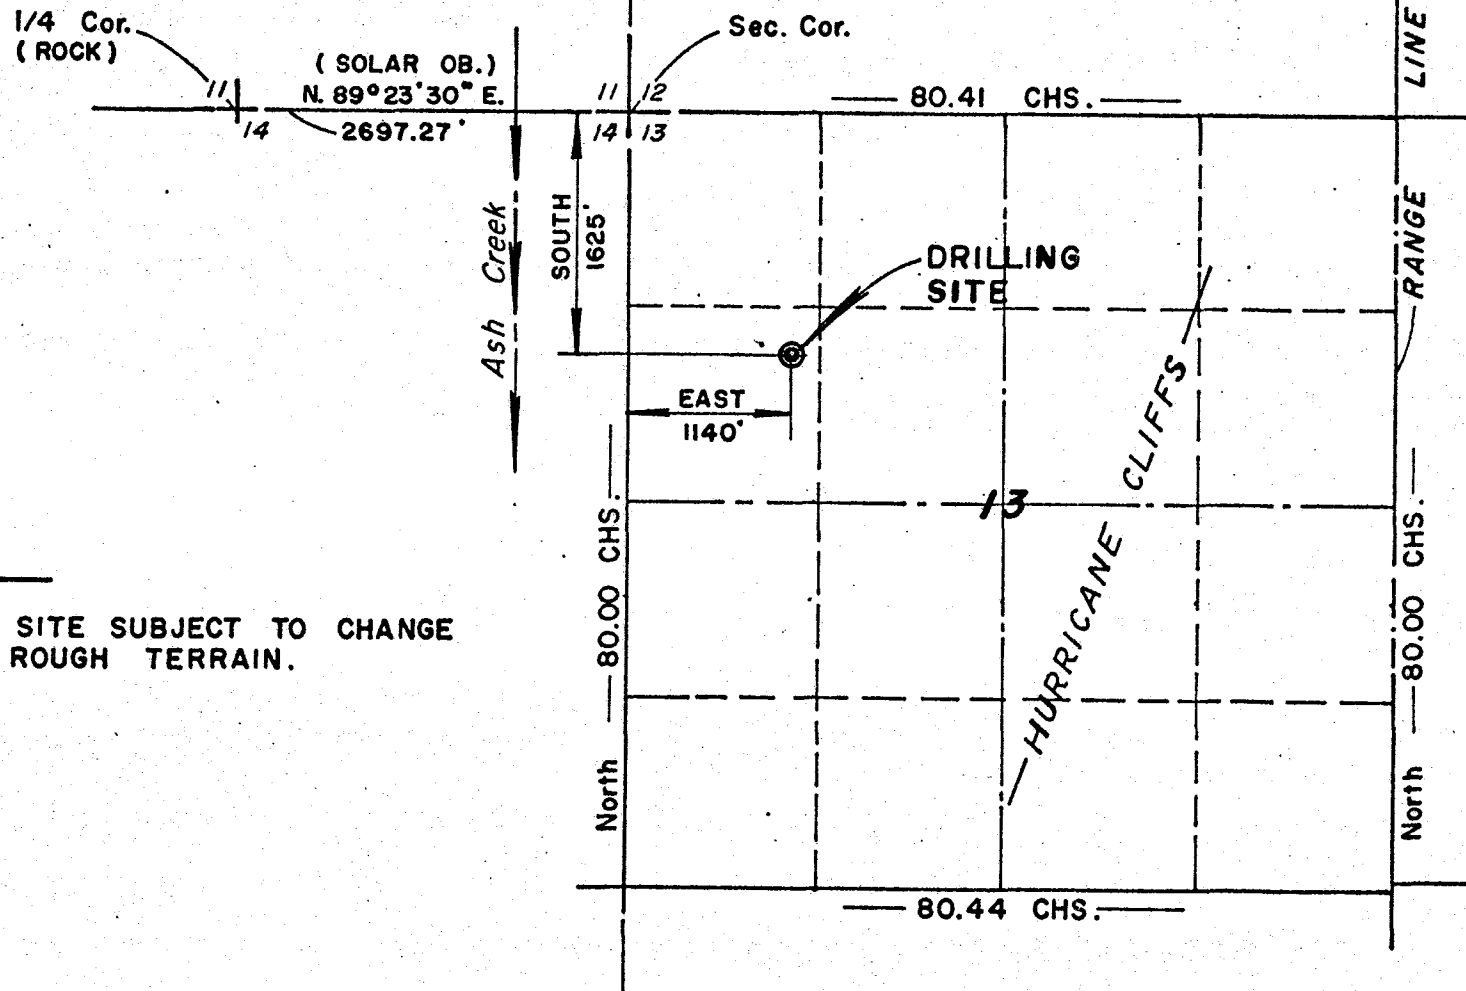 1/4 Cor.
(ROCK)
11
14
(SOLAR OB.)
N. 89°23'30" E.
2697.27'
Sec. Cor.
11 12
14 13
80.41 CHS.
LINE
RANGE
Ash Creek
SOUTH
1625'
DRILLING
SITE
EAST
1140'
13
HURRICANE CLIFFS
North 80.00 CHS.
North 80.00 CHS.
SITE SUBJECT TO CHANGE
ROUGH TERRAIN.
80.44 CHS.